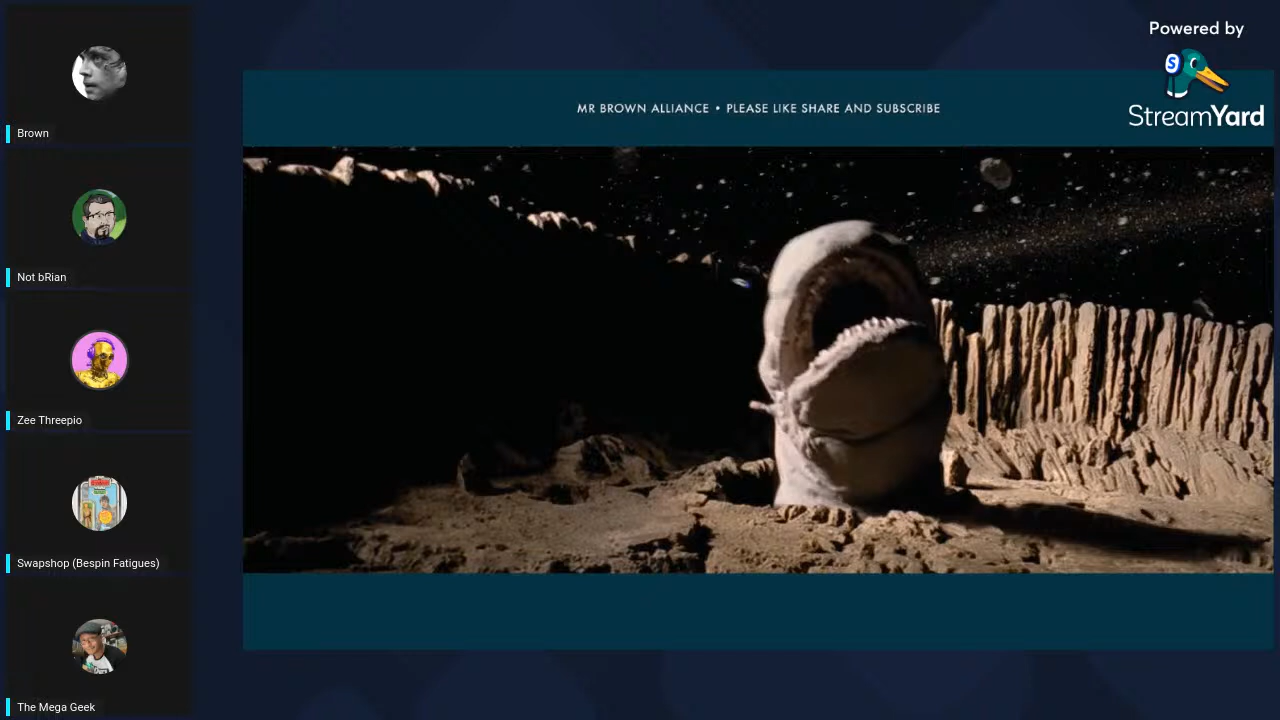 Brown
Not bRian
Zee Threepio
Swapshop (Bespin Fatigues)
The Mega Geek
MR BROWN ALLIANCE • PLEASE LIKE SHARE AND SUBSCRIBE
Powered by
S
StreamYard